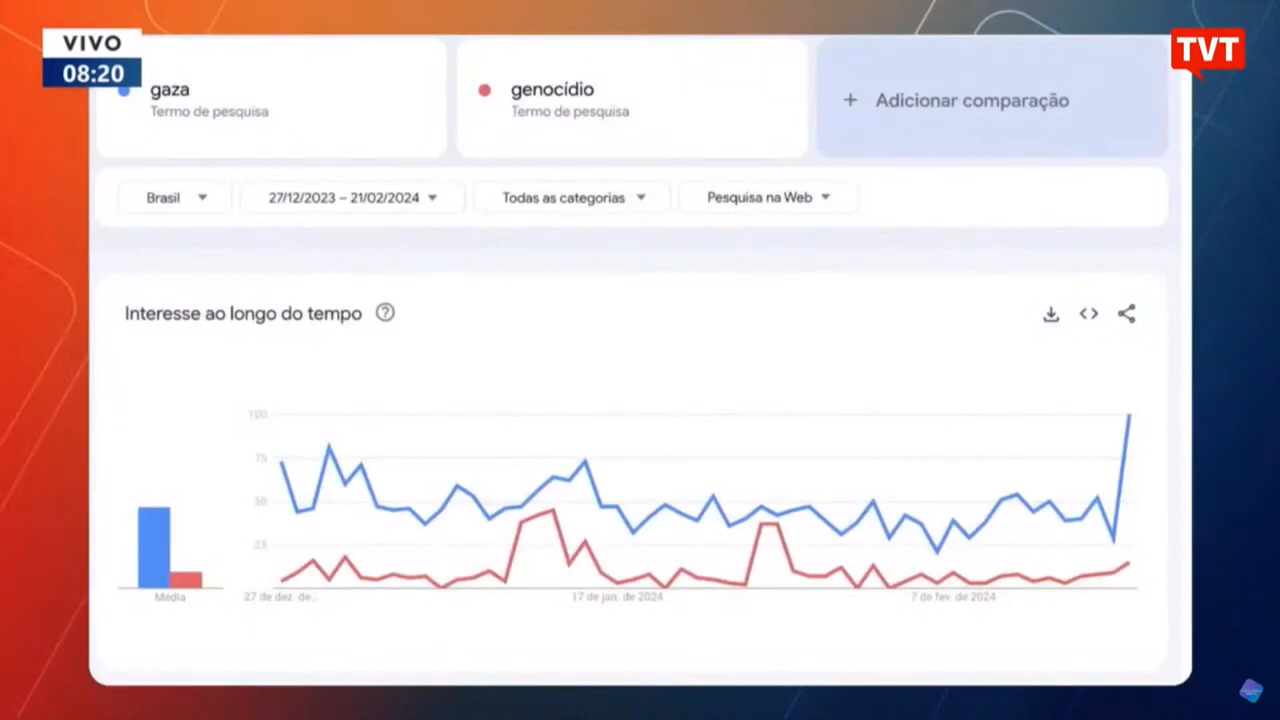 VIVO
08:20
TVT
gaza
Termo de pesquisa
genocídio
Termo de pesquisa
+ Adicionar comparação
Brasil
27/12/2023 – 21/02/2024
Todas as categorias
Pesquisa na Web
Interesse ao longo do tempo
100
75
50
25
Média
27 de dez. de...
17 de jan. de 2024
7 de fev. de 2024